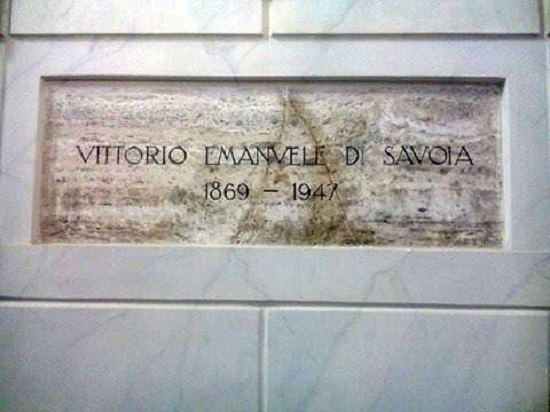 VITTORIO EMANVELE DI SAVOIA
1869 - 1947